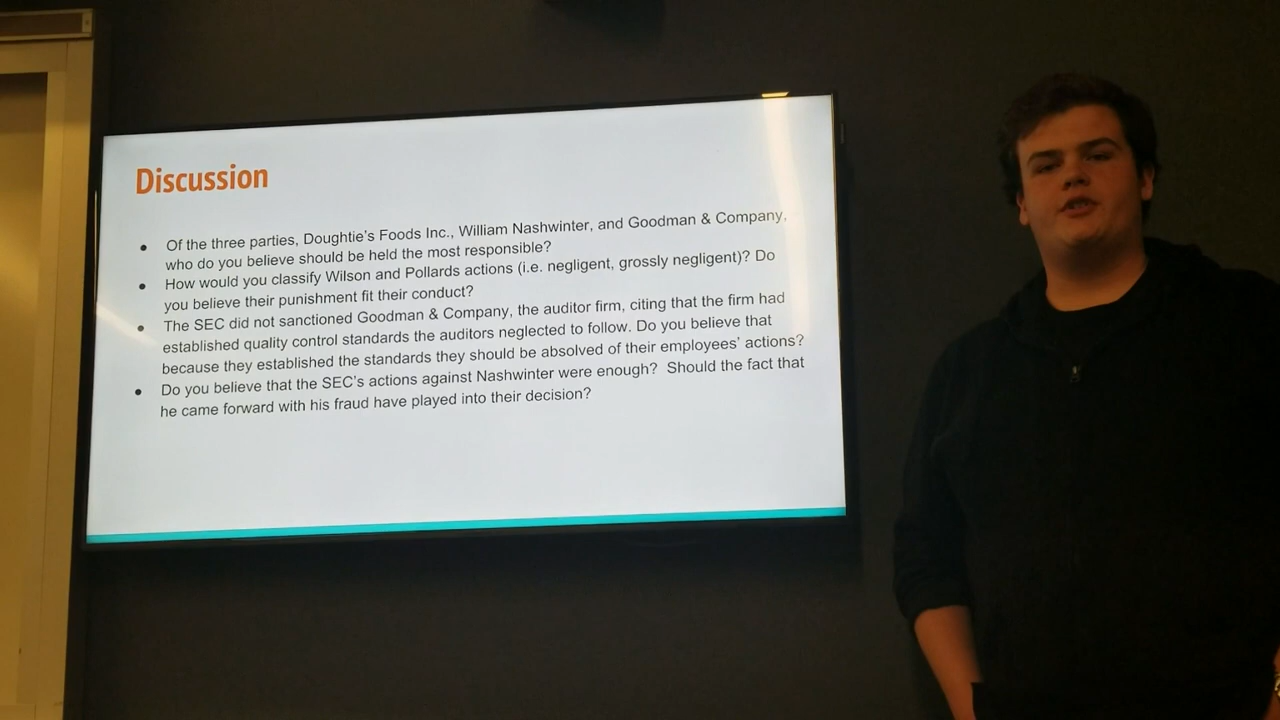 Discussion
● Of the three parties, Doughtie's Foods Inc., William Nashwinter, and Goodman & Company,
who do you believe should be held the most responsible?
● How would you classify Wilson and Pollards actions (i.e. negligent, grossly negligent)? Do
you believe their punishment fit their conduct?
● The SEC did not sanctioned Goodman & Company, the auditor firm, citing that the firm had
established quality control standards the auditors neglected to follow. Do you believe that
because they established the standards they should be absolved of their employees' actions?
● Do you believe that the SEC's actions against Nashwinter were enough?  Should the fact that
he came forward with his fraud have played into their decision?